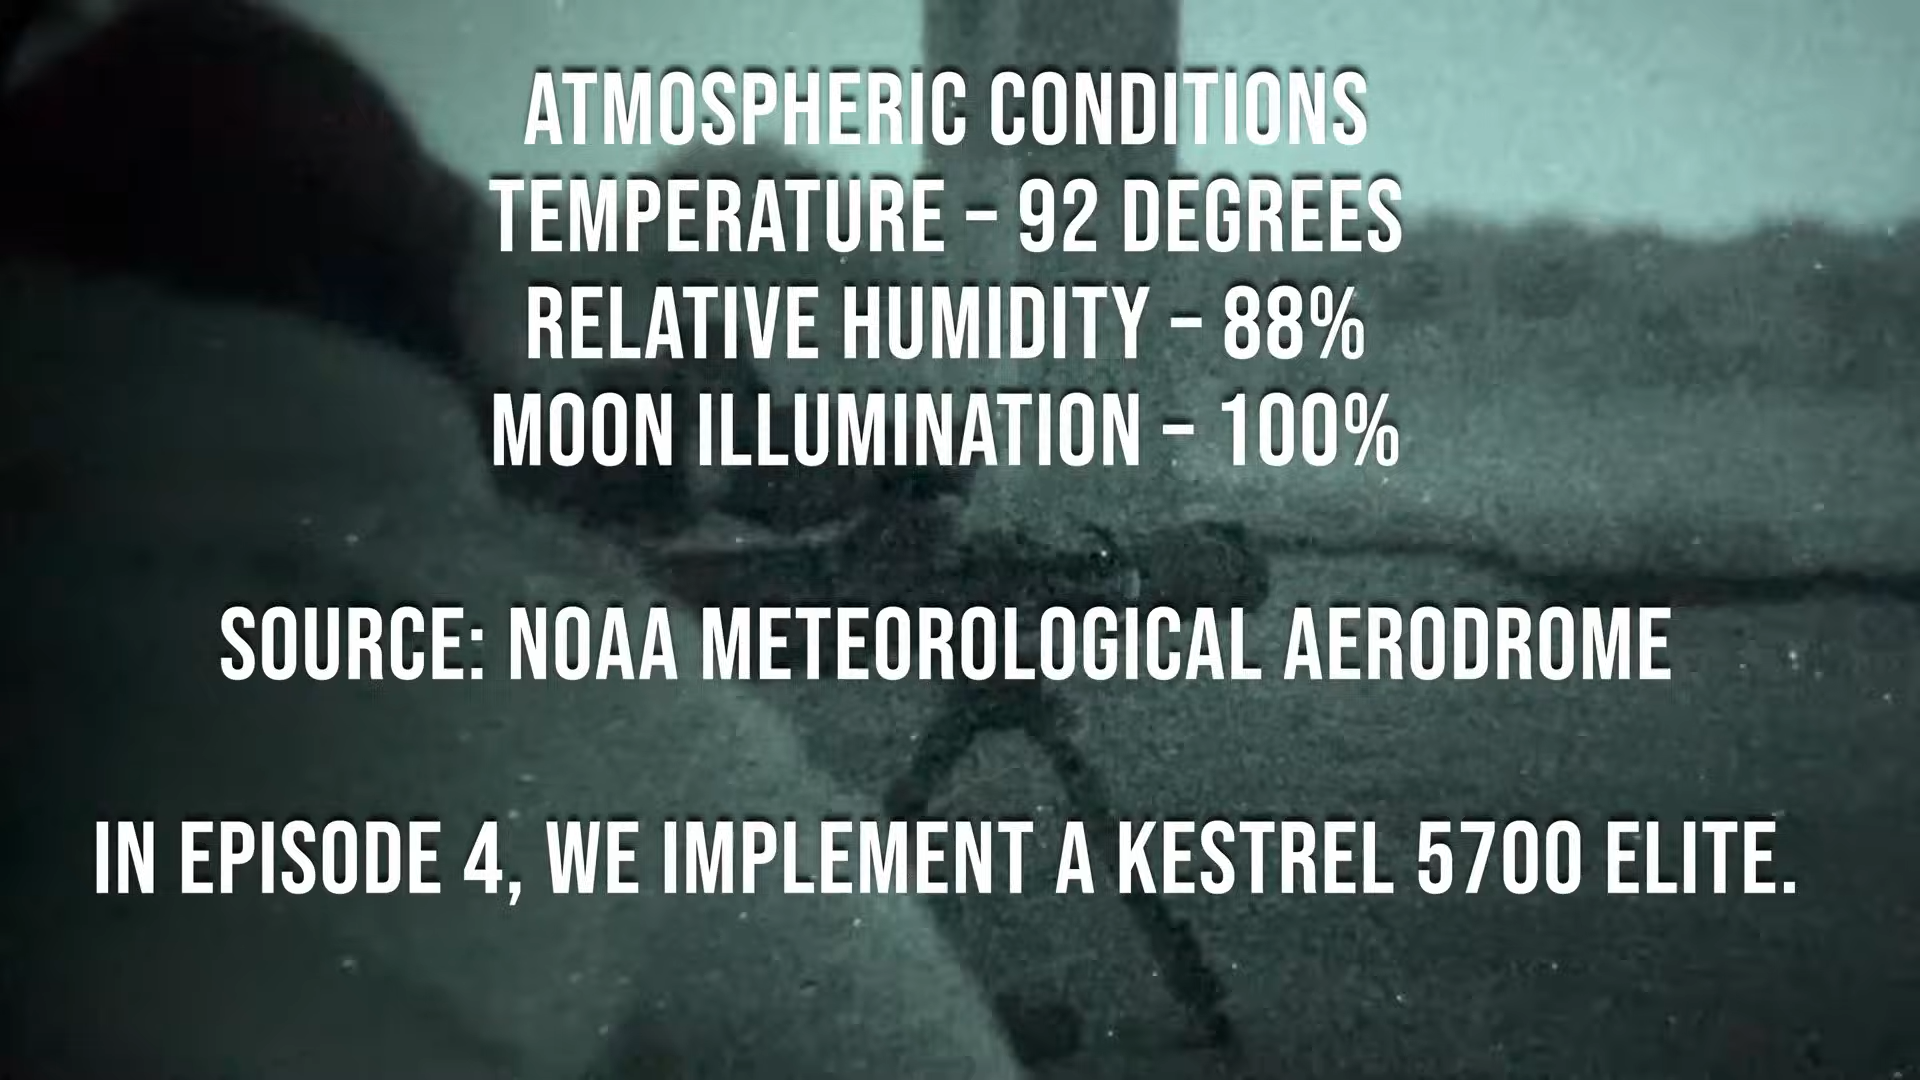 ATMOSPHERIC CONDITIONS
TEMPERATURE – 92 DEGREES
RELATIVE HUMIDITY – 88%
MOON ILLUMINATION – 100%
SOURCE: NOAA METEOROLOGICAL AERODROME
IN EPISODE 4, WE IMPLEMENT A KESTREL 5700 ELITE.